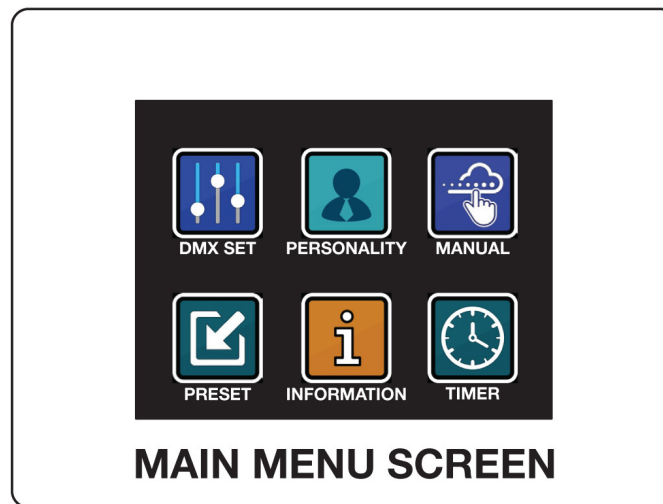 DMX SET PERSONALITY MANUAL
PRESET INFORMATION TIMER
MAIN MENU SCREEN